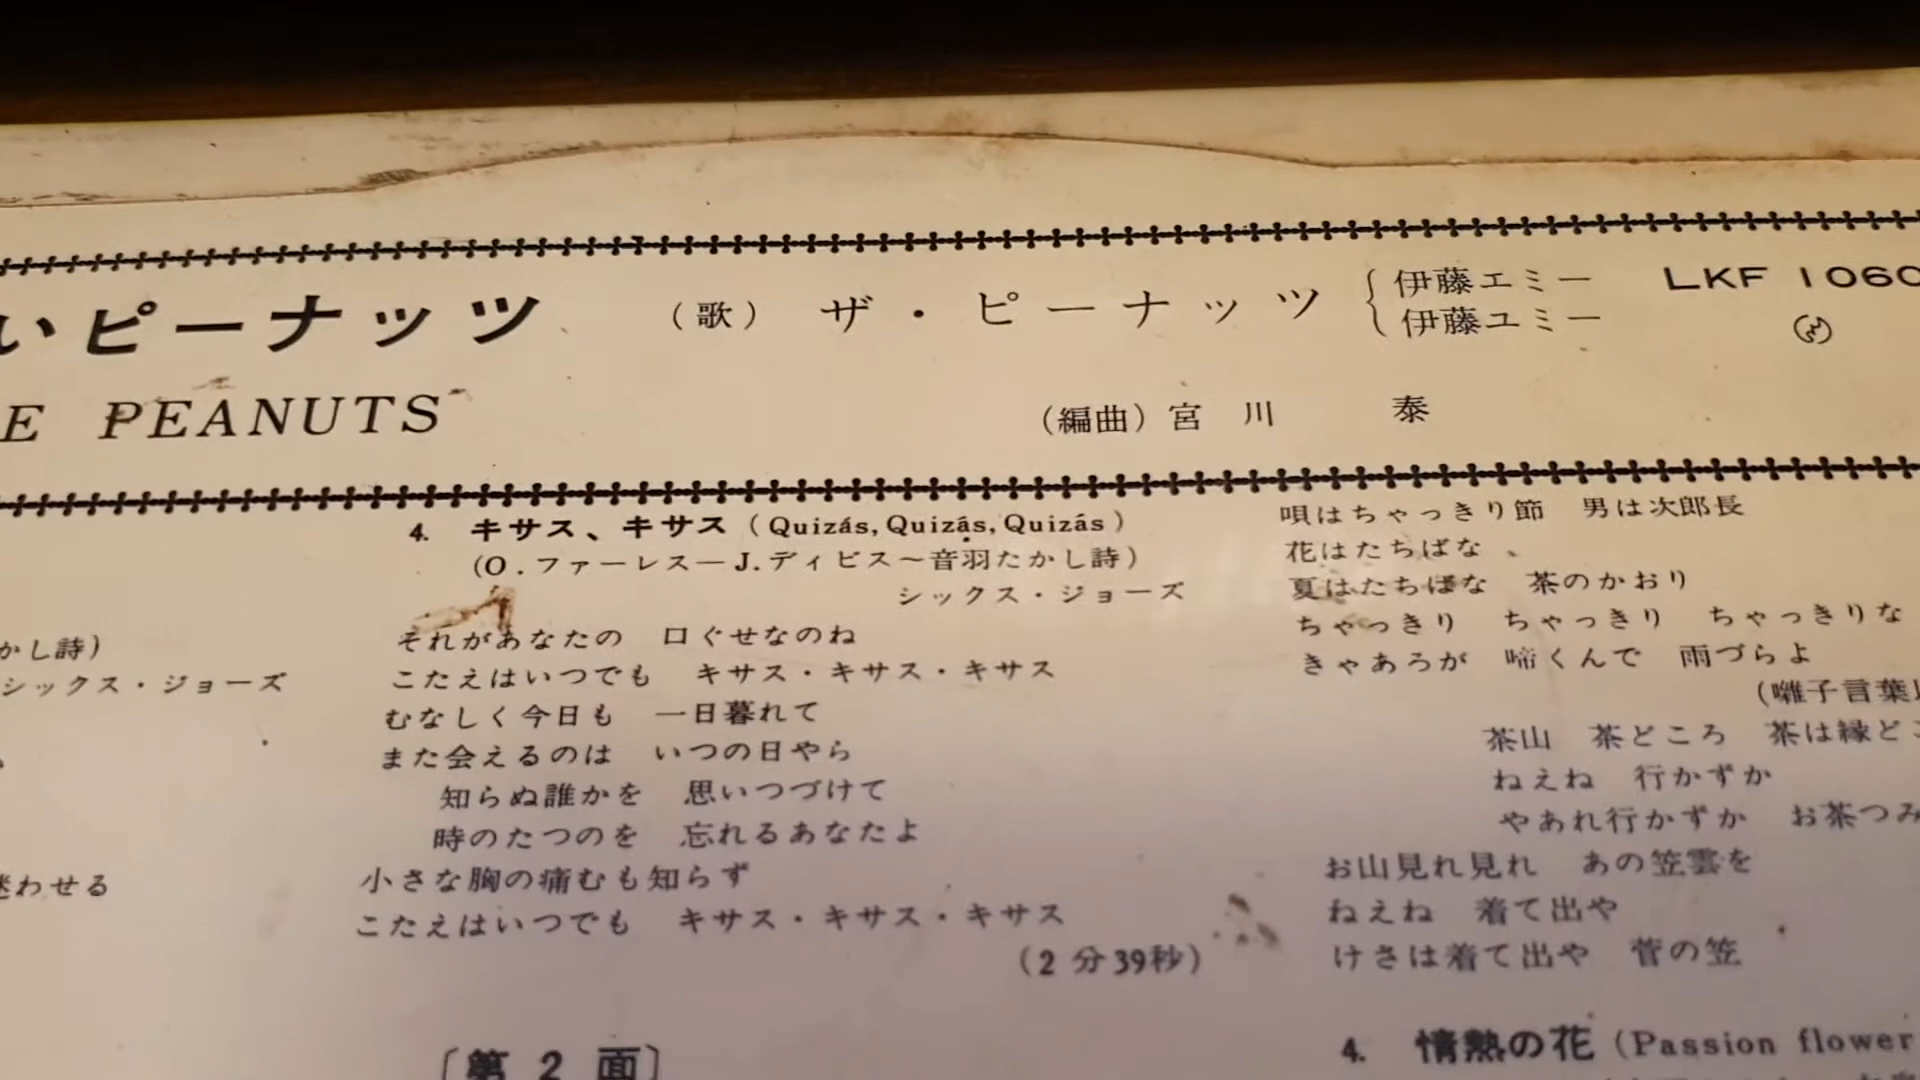 いピーナッツ (歌) ザ・ピーナッツ { 伊藤エミー LKF 1060
伊藤ユミー
E PEANUTS (編曲) 宮川 泰
かし詩)
シックス・ジョーズ
迷わせる
4. キサス、キサス (Quizás, Quizás, Quizás)
(O.ファーレス―J.ディビス〜音羽たかし詩)
シックス・ジョーズ
それがあなたの 口ぐせなのね
こたえはいつでも キサス・キサス・キサス
むなしく今日も 一日暮れて
また会えるのは いつの日やら
知らぬ誰かを 思いつづけて
時のたつのを 忘れるあなたよ
小さな胸の痛むも知らず
こたえはいつでも キサス・キサス・キサス
(2分39秒)
〔第2面〕
唄はちゃっきり節 男は次郎長
花はたちばな、
夏はたちばな 茶のかおり
ちゃっきり ちゃっきり ちゃっきりな
きゃあろが 啼くんで 雨づらよ
(囃子言葉以
茶山 茶どころ 茶は縁どこ
ねえね 行かずか
やあれ行かずか お茶つみ
お山見れ見れ あの笠雲を
ねえね 着て出や
けさは着て出や 菅の笠
4. 情熱の花 (Passion flower